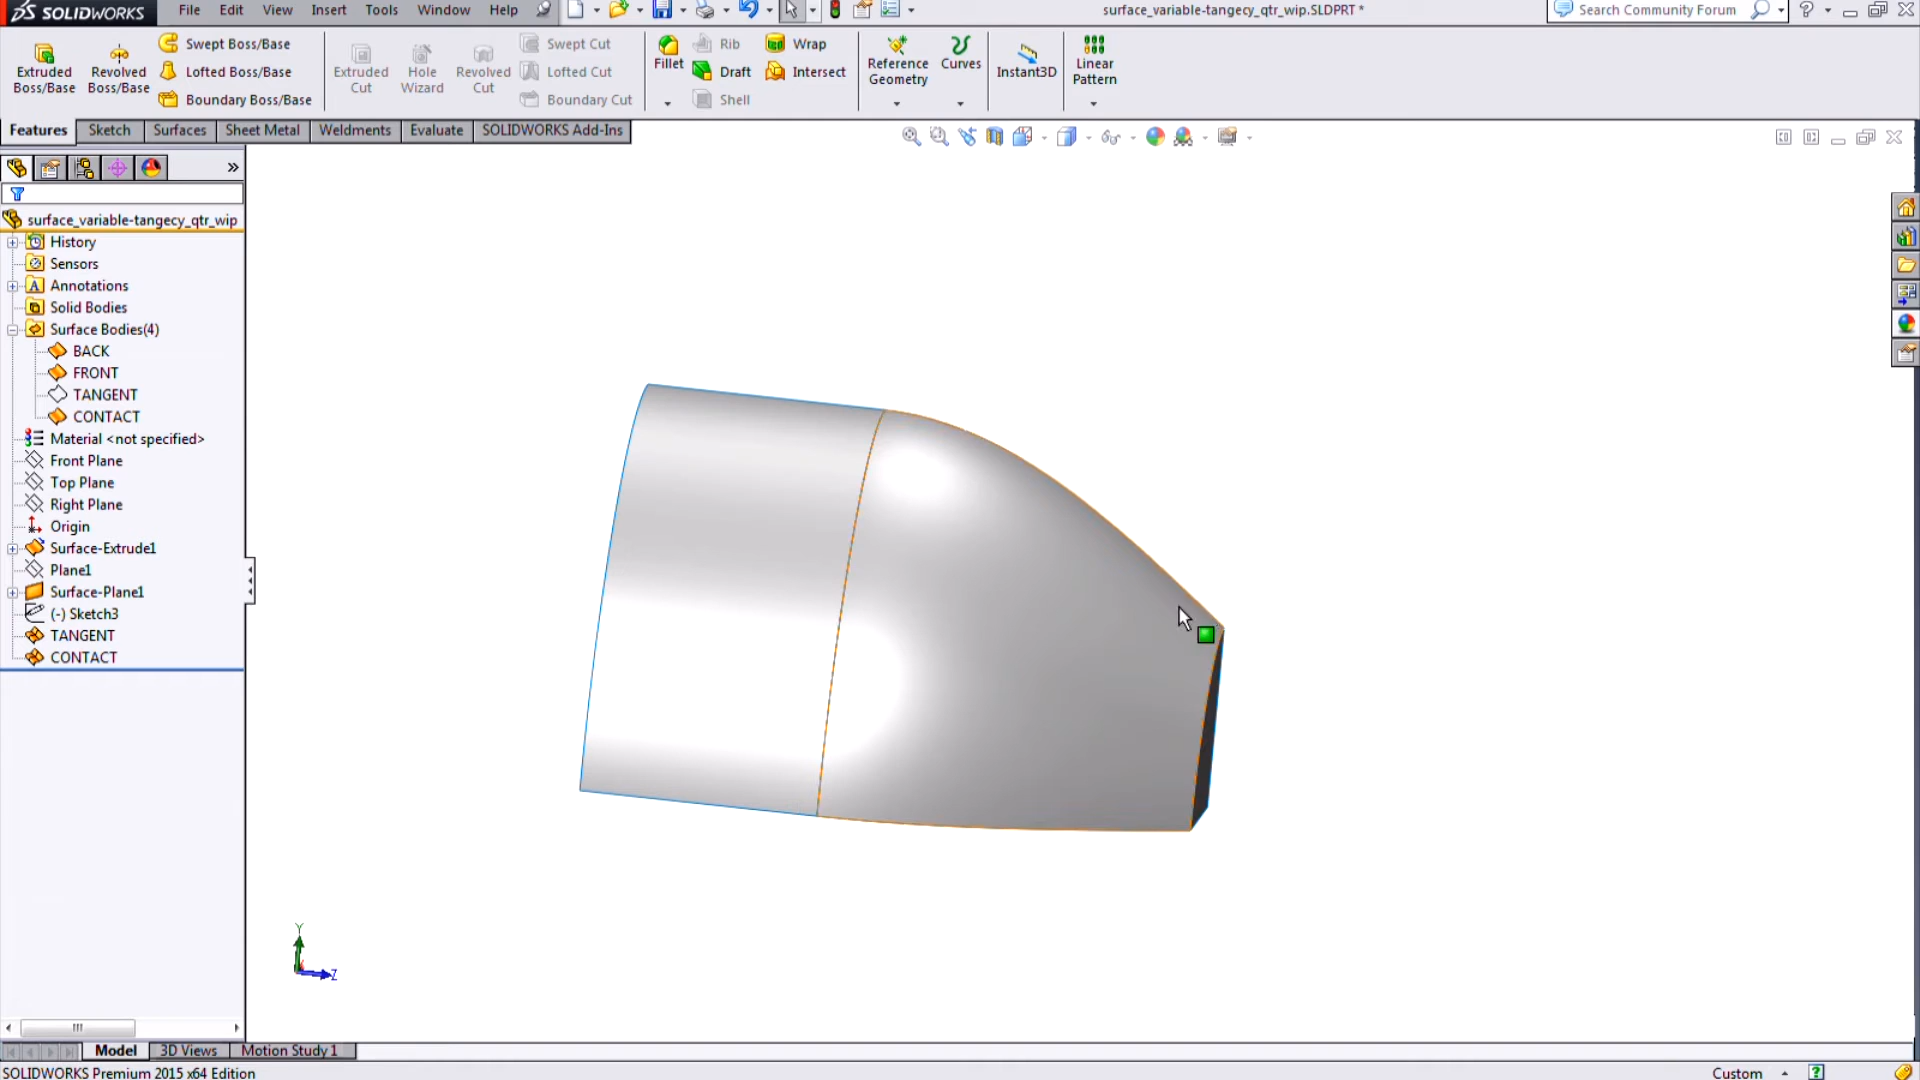 SOLIDWORKS File Edit View Insert Tools Window Help surface_variable-tangecy_qtr_wip.SLDPRT * Search Community Forum
Extruded Boss/Base
Revolved Boss/Base
Swept Boss/Base
Lofted Boss/Base
Boundary Boss/Base
Extruded Cut
Hole Wizard
Revolved Cut
Swept Cut
Lofted Cut
Boundary Cut
Fillet
Rib
Draft
Shell
Wrap
Intersect
Reference Geometry
Curves
Instant3D
Linear Pattern
Features Sketch Surfaces Sheet Metal Weldments Evaluate SOLIDWORKS Add-Ins
surface_variable-tangecy_qtr_wip
History
Sensors
Annotations
Solid Bodies
Surface Bodies(4)
BACK
FRONT
TANGENT
CONTACT
Material <not specified>
Front Plane
Top Plane
Right Plane
Origin
Surface-Extrude1
Plane1
Surface-Plane1
(-) Sketch3
TANGENT
CONTACT
Y
Z
Model 3D Views Motion Study 1
SOLIDWORKS Premium 2015 x64 Edition Custom